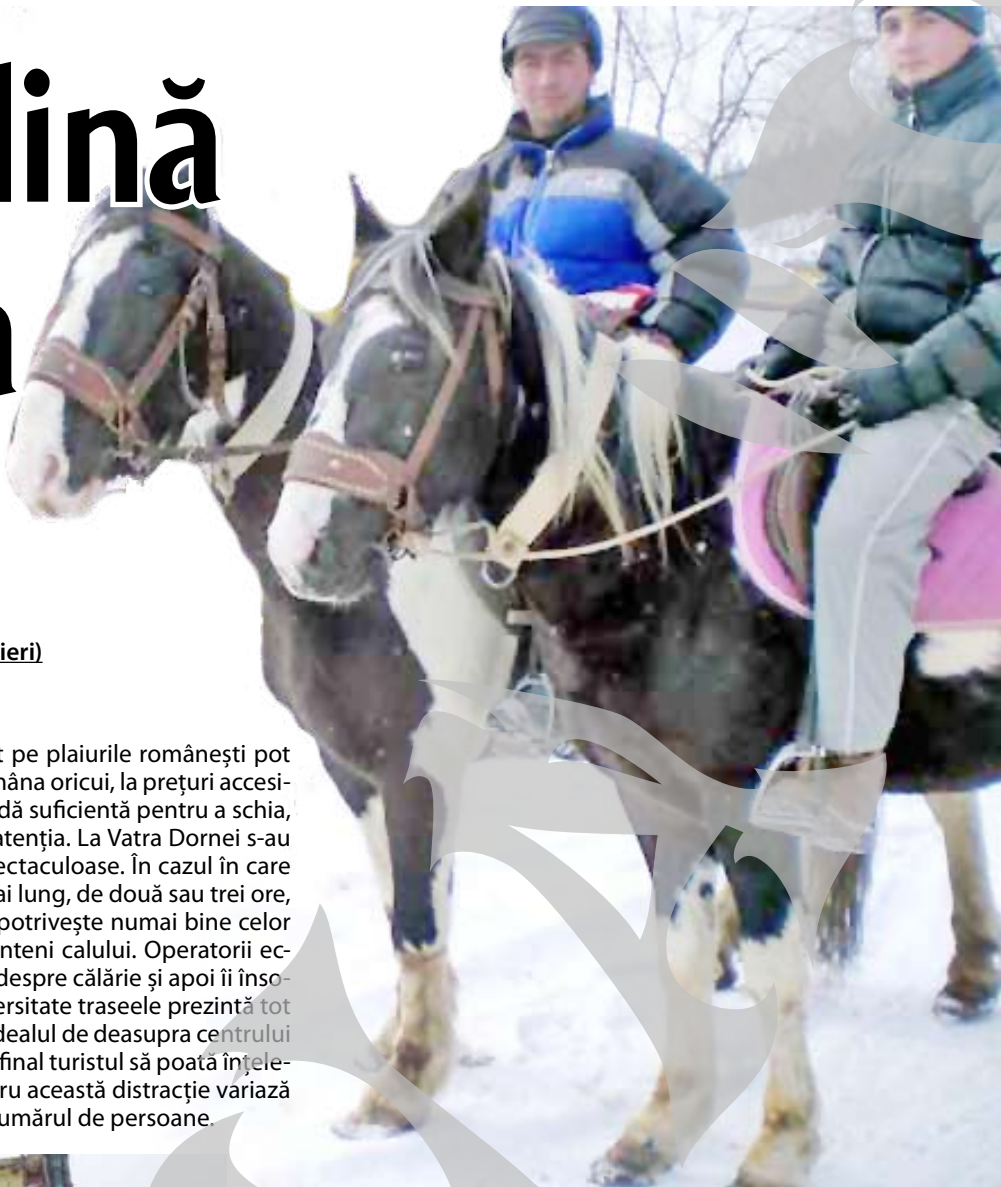 lină
a
ieri)
t pe plaiurile românești pot
mâna oricui, la prețuri accesi-
dă suficientă pentru a schia,
atenția. La Vatra Dornei s-au
ectaculoase. În cazul în care
ai lung, de două sau trei ore,
potrivește numai bine celor
nteni calului. Operatorii ec-
despre călărie și apoi îi înso-
ersitate traseele prezintă tot
dealul de deasupra centrului
final turistul să poată înțele-
ru această distracție variază
umărul de persoane.